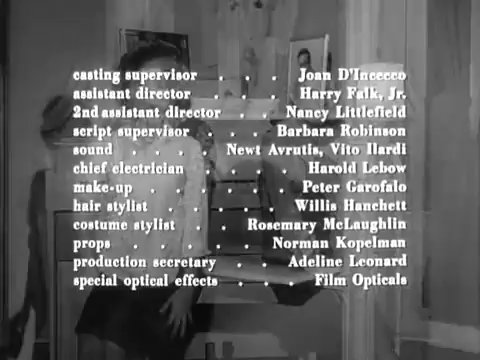 casting supervisor . . . Joan D'Incecco
assistant director . . . Harry Falk, Jr.
2nd assistant director . . Nancy Littlefield
script supervisor . . . Barbara Robinson
sound . . . . Newt Avrutis, Vito Ilardi
chief electrician . . . . Harold Lebow
make-up . . . . . . Peter Garofalo
hair stylist . . . . . Willis Hanchett
costume stylist . . Rosemary McLaughlin
props . . . . . Norman Kopelman
production secretary . . Adeline Leonard
special optical effects . . . Film Opticals